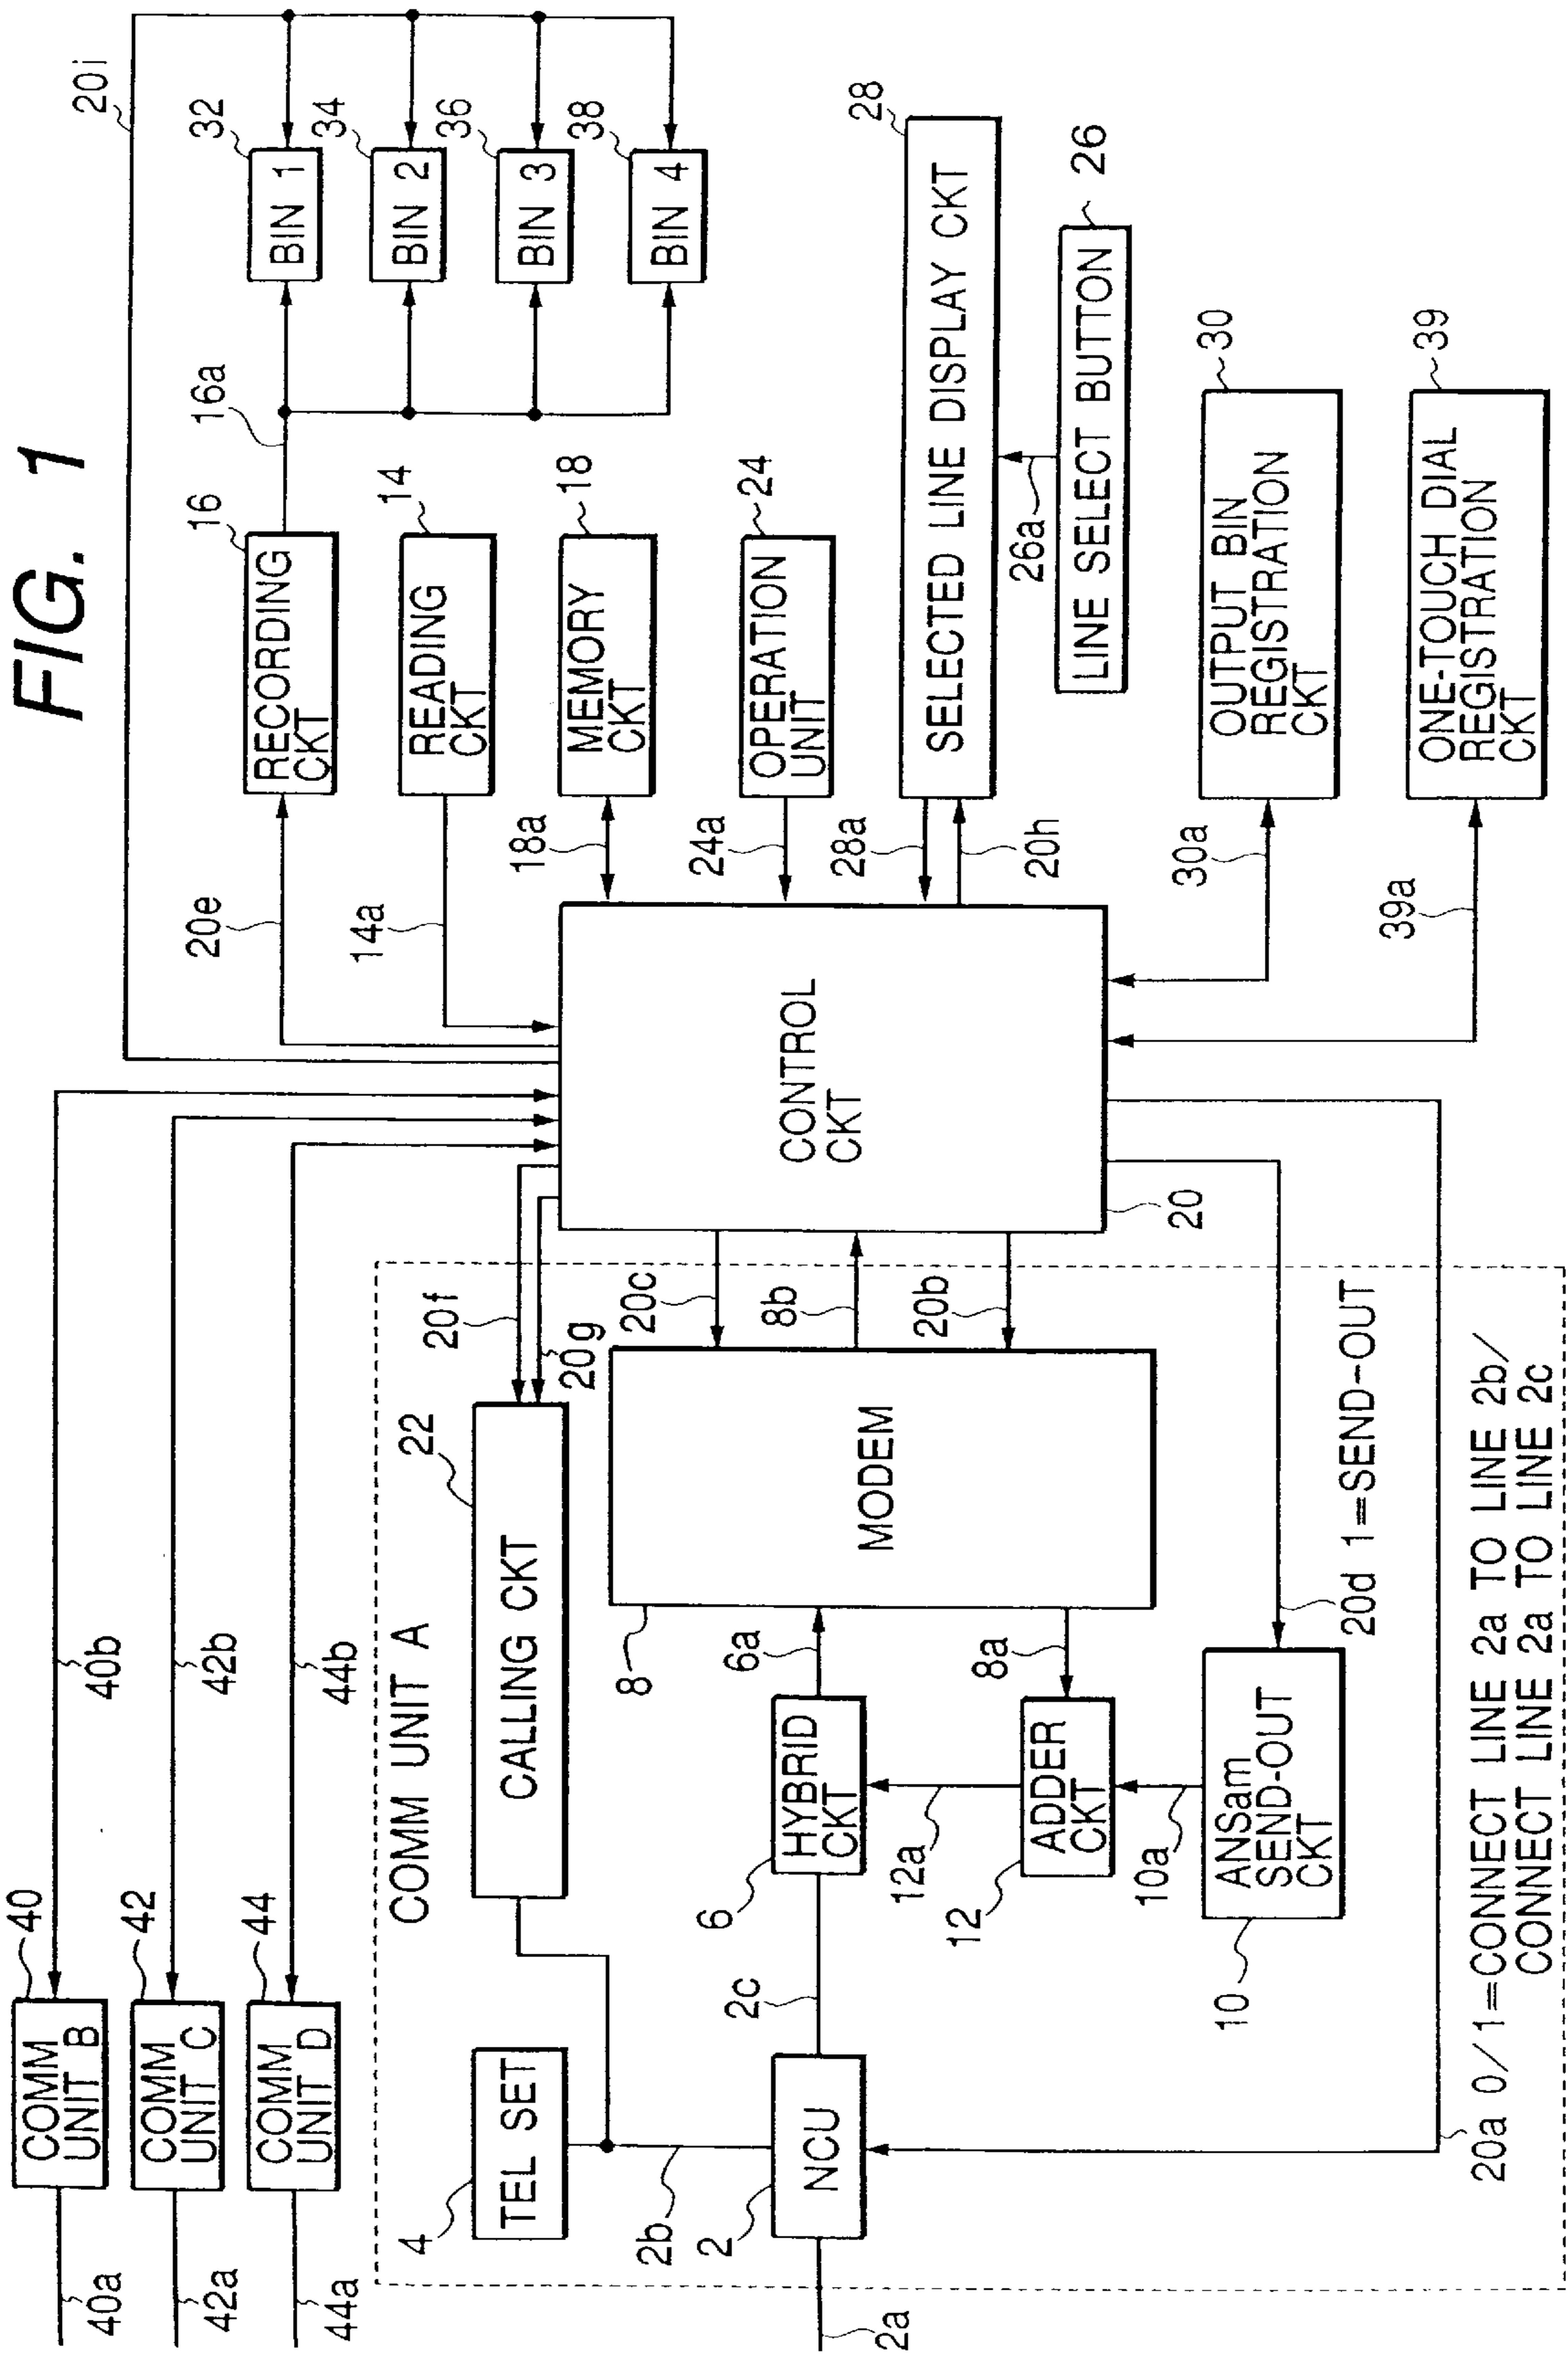 FIG. 1
COMM
UNIT B
40
40a
40b
COMM
UNIT C
42
42a
42b
COMM
UNIT D
44
44a
44b
20i
20e
RECORDING
CKT
16
16a
BIN 1
32
BIN 2
34
BIN 3
36
BIN 4
38
14a
READING
CKT
14
18a
MEMORY
CKT
18
24a
OPERATION
UNIT
24
28a
20h
SELECTED LINE DISPLAY CKT
28
26a
LINE SELECT BUTTON
26
30a
OUTPUT BIN
REGISTRATION
CKT
30
39a
ONE-TOUCH DIAL
REGISTRATION
CKT
39
CONTROL
CKT
20
COMM UNIT A
TEL SET
4
CALLING CKT
22
20f
20g
2b
NCU
2
2a
2c
HYBRID
CKT
6
6a
MODEM
8
20c
8b
20b
8a
12a
ADDER
CKT
12
10a
ANSam
SEND-OUT
CKT
10
20d 1=SEND-OUT
20a 0/1=CONNECT LINE 2a TO LINE 2b/
CONNECT LINE 2a TO LINE 2c